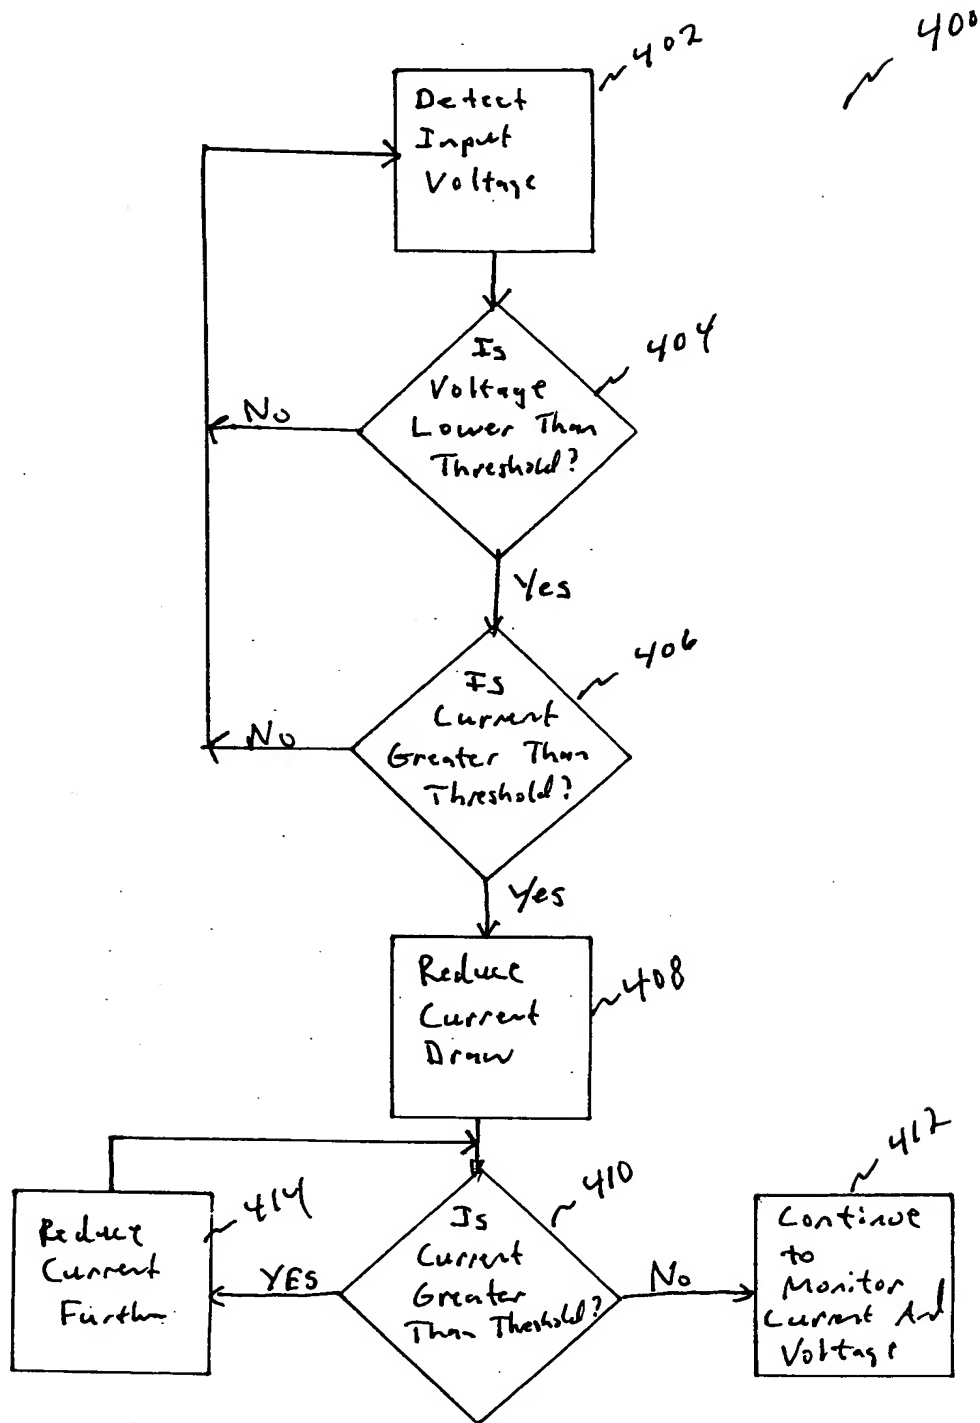 400
402
Detect
Input
Voltage
404
Is
Voltage
Lower Than
Threshold?
No
Yes
406
Is
Current
Greater Than
Threshold?
No
Yes
408
Reduce
Current
Draw
410
412
414
Reduce
Current
Further
YES
Is
Current
Greater
Than Threshold?
No
Continue
to
Monitor
Current And
Voltage